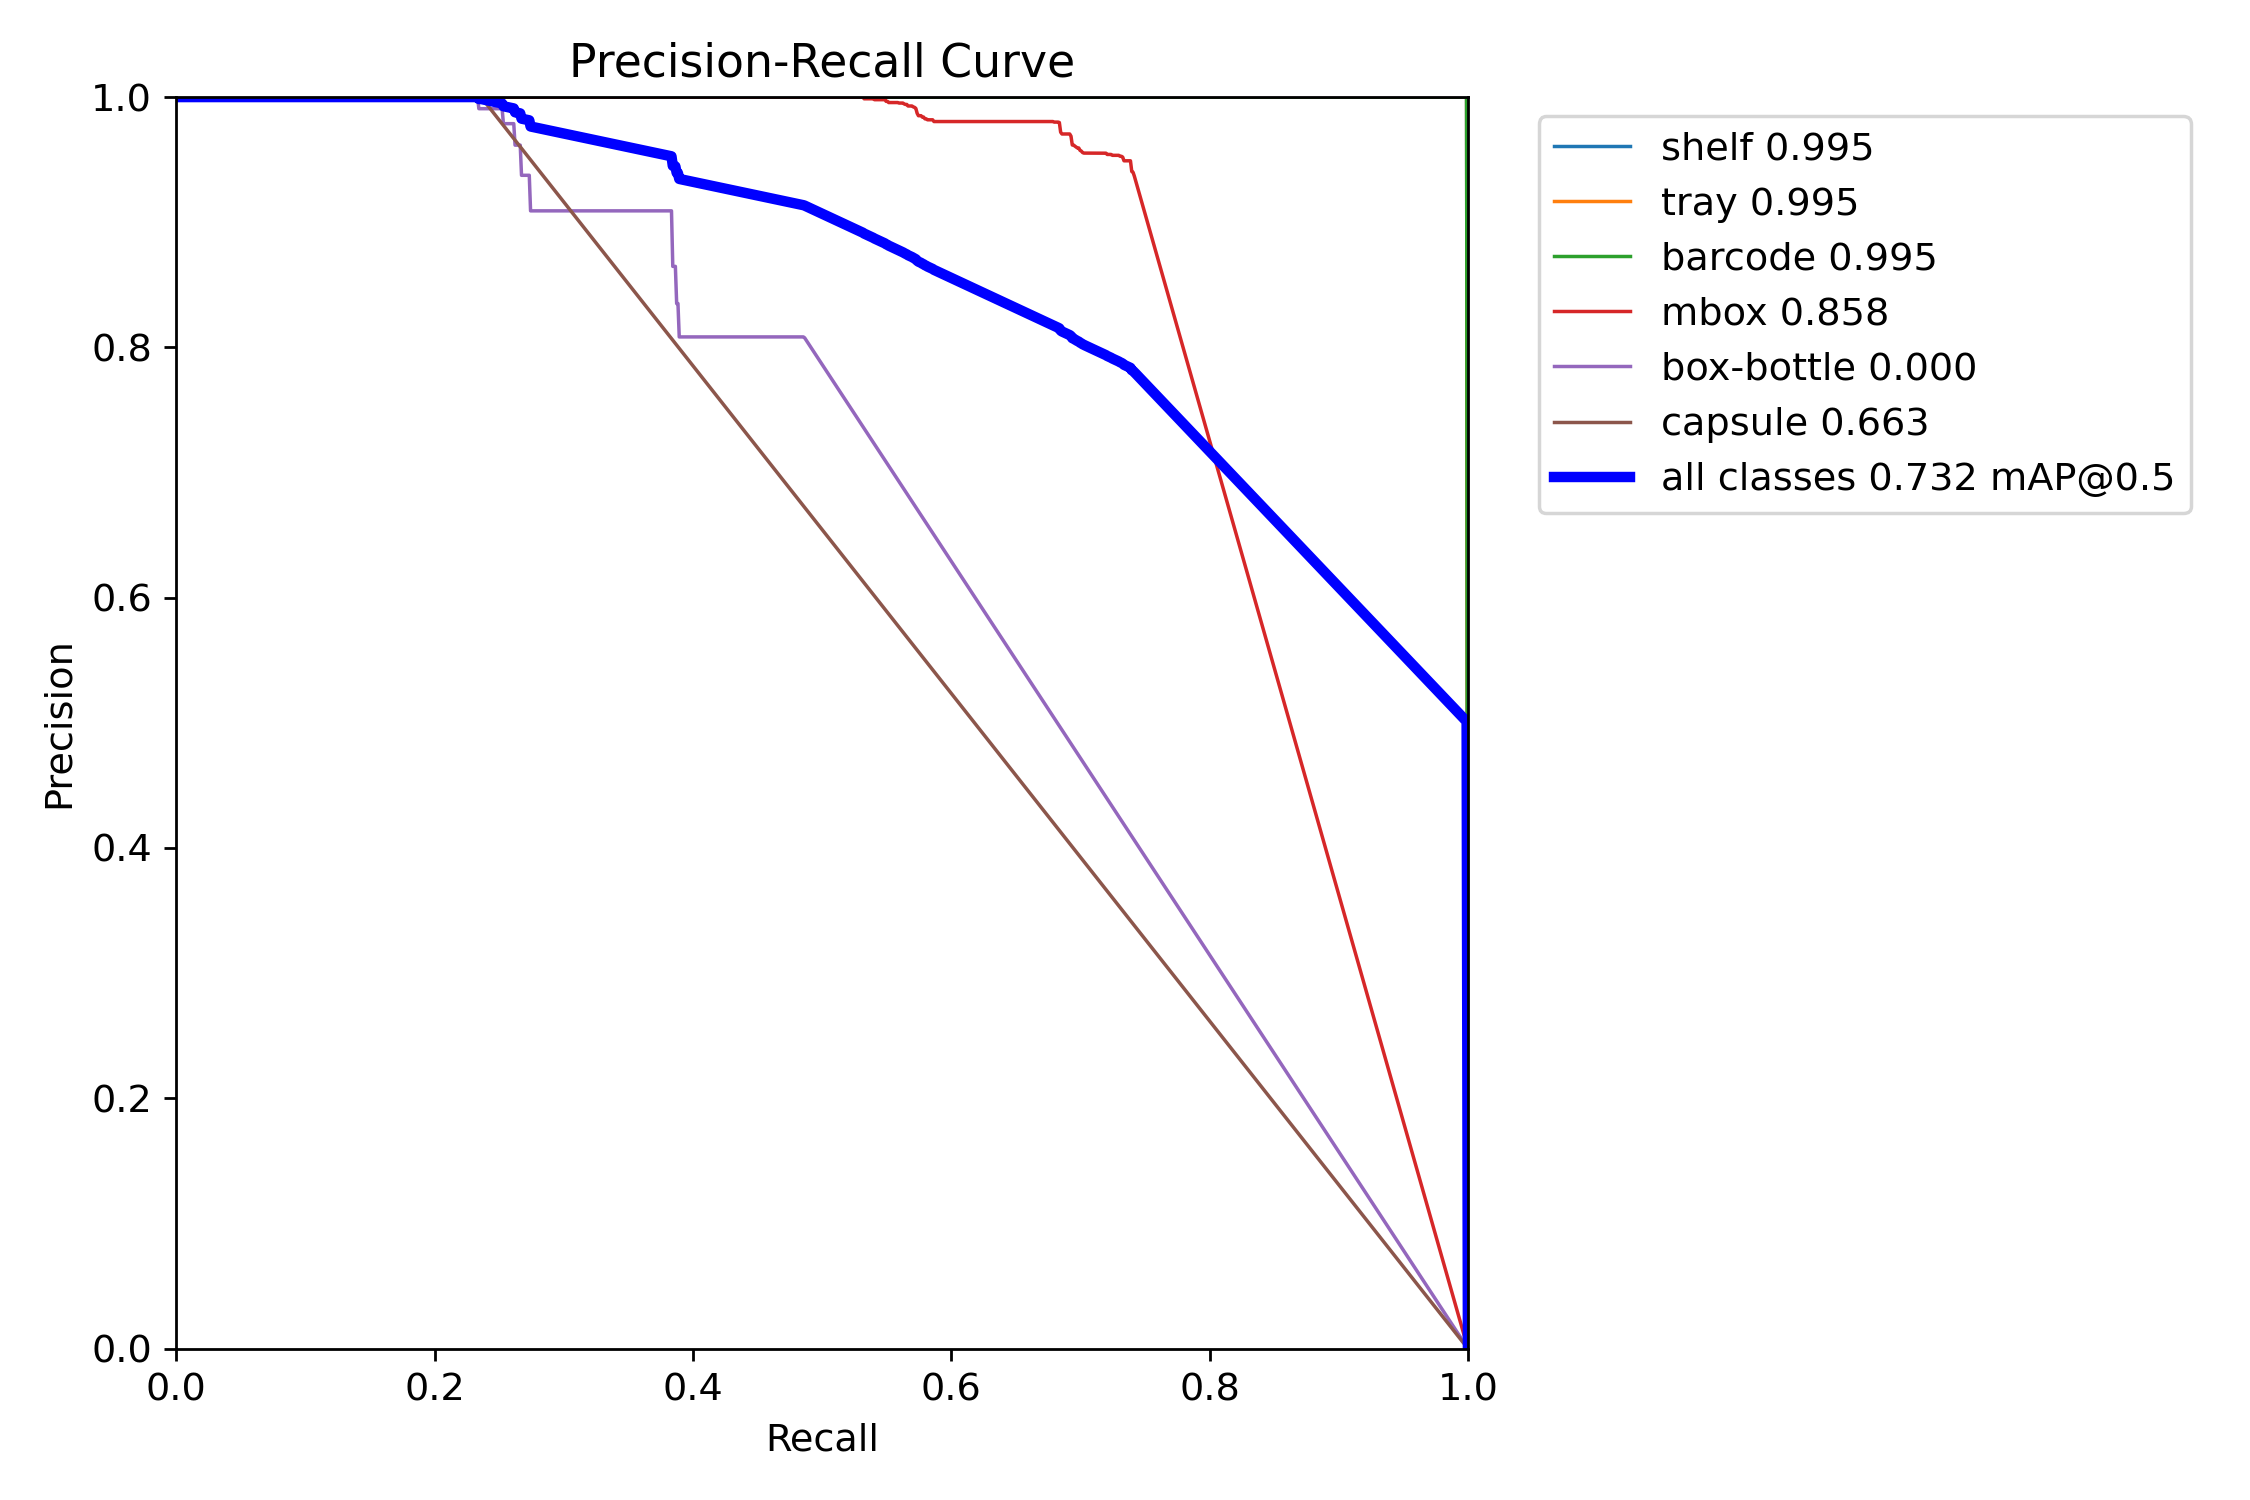 Precision-Recall Curve
1.0
0.8
0.6
0.4
0.2
0.0
Precision
0.0 0.2 0.4 0.6 0.8 1.0
Recall
shelf 0.995
tray 0.995
barcode 0.995
mbox 0.858
box-bottle 0.000
capsule 0.663
all classes 0.732 mAP@0.5